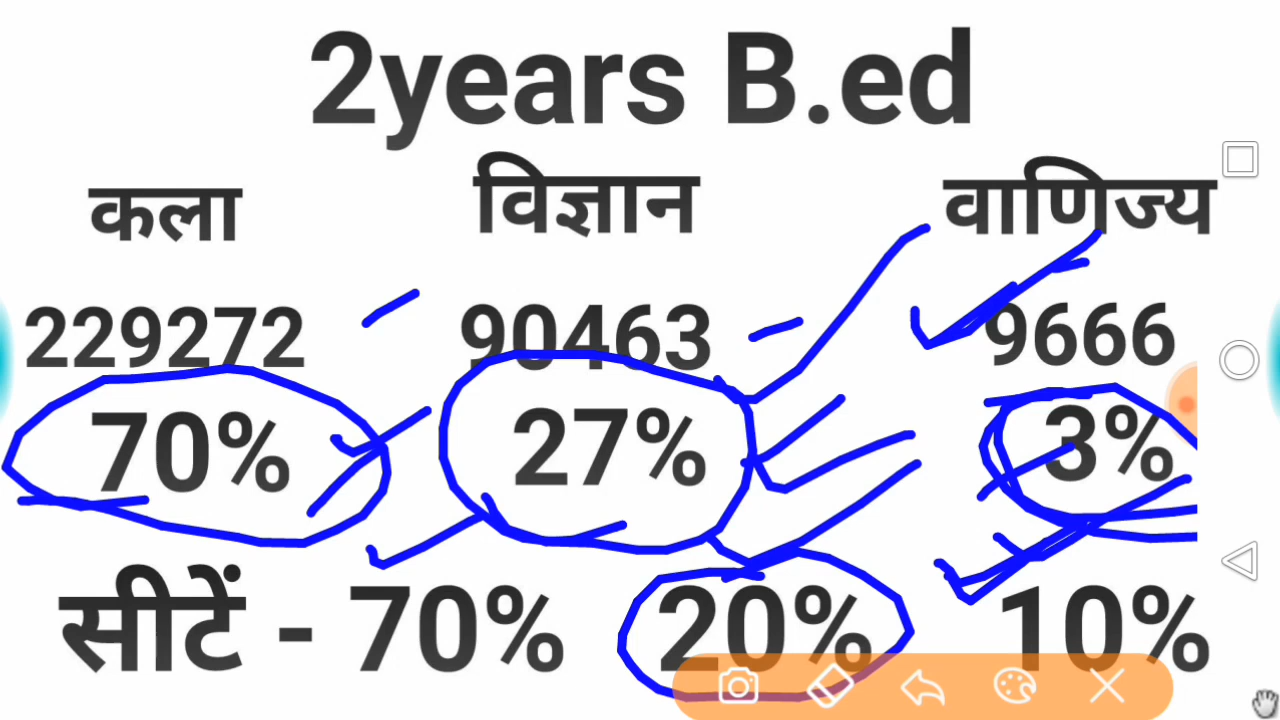 2years B.ed
कला विज्ञान वाणिज्य
229272 90463 9666
70% 27% 3%
सीटें - 70% 20% 10%